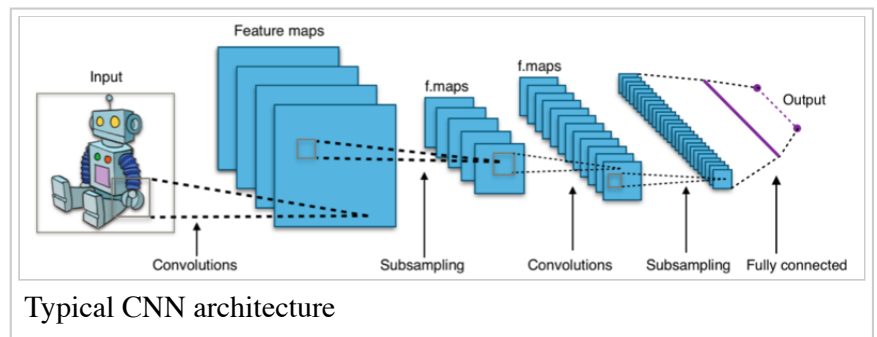 Feature maps
Input
f.maps
f.maps
Output
Convolutions
Subsampling
Convolutions
Subsampling
Fully connected
Typical CNN architecture